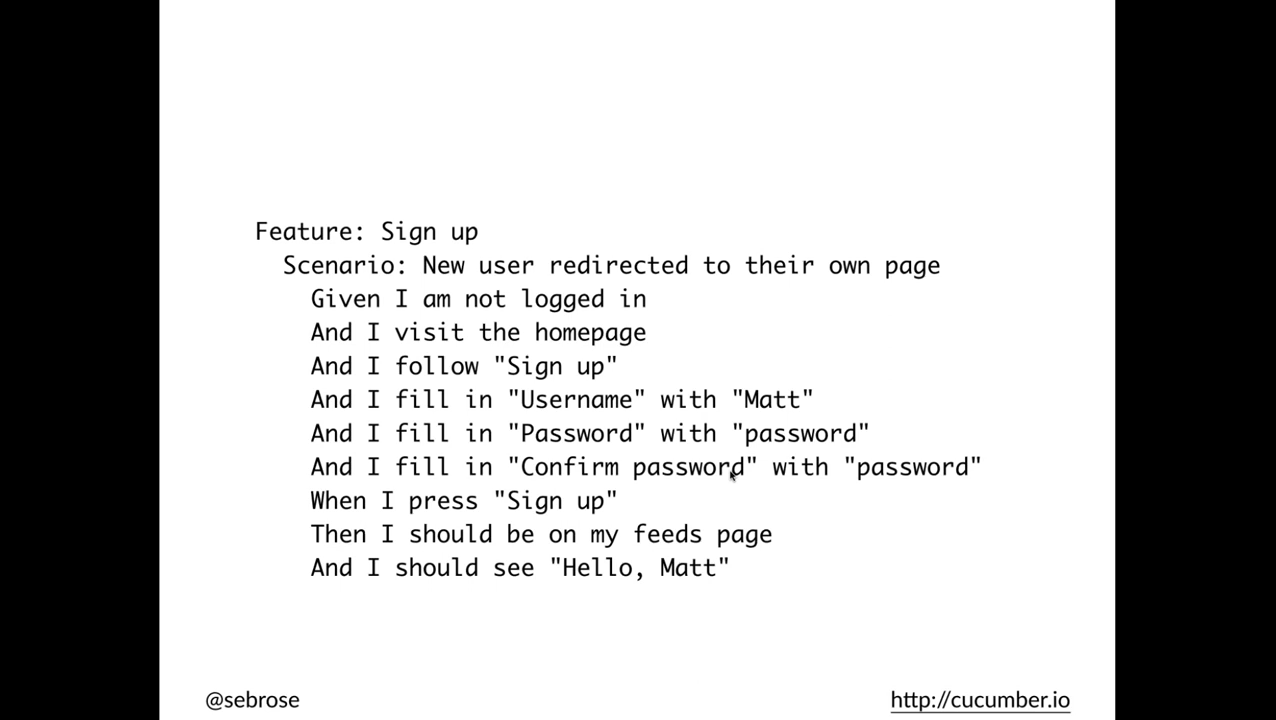 Feature: Sign up
Scenario: New user redirected to their own page
Given I am not logged in
And I visit the homepage
And I follow "Sign up"
And I fill in "Username" with "Matt"
And I fill in "Password" with "password"
And I fill in "Confirm password" with "password"
When I press "Sign up"
Then I should be on my feeds page
And I should see "Hello, Matt"
@sebrose http://cucumber.io